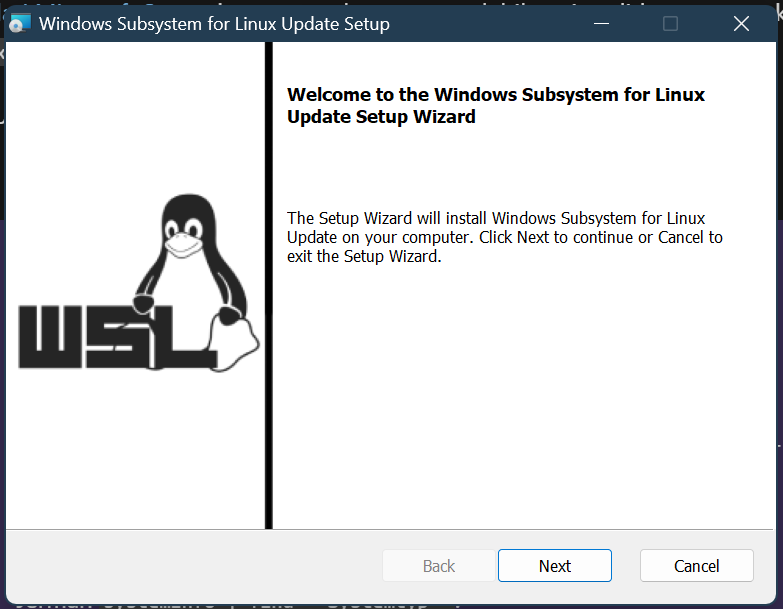 Windows Subsystem for Linux Update Setup
Welcome to the Windows Subsystem for Linux
Update Setup Wizard
The Setup Wizard will install Windows Subsystem for Linux
Update on your computer. Click Next to continue or Cancel to
exit the Setup Wizard.
WSL
Back
Next
Cancel